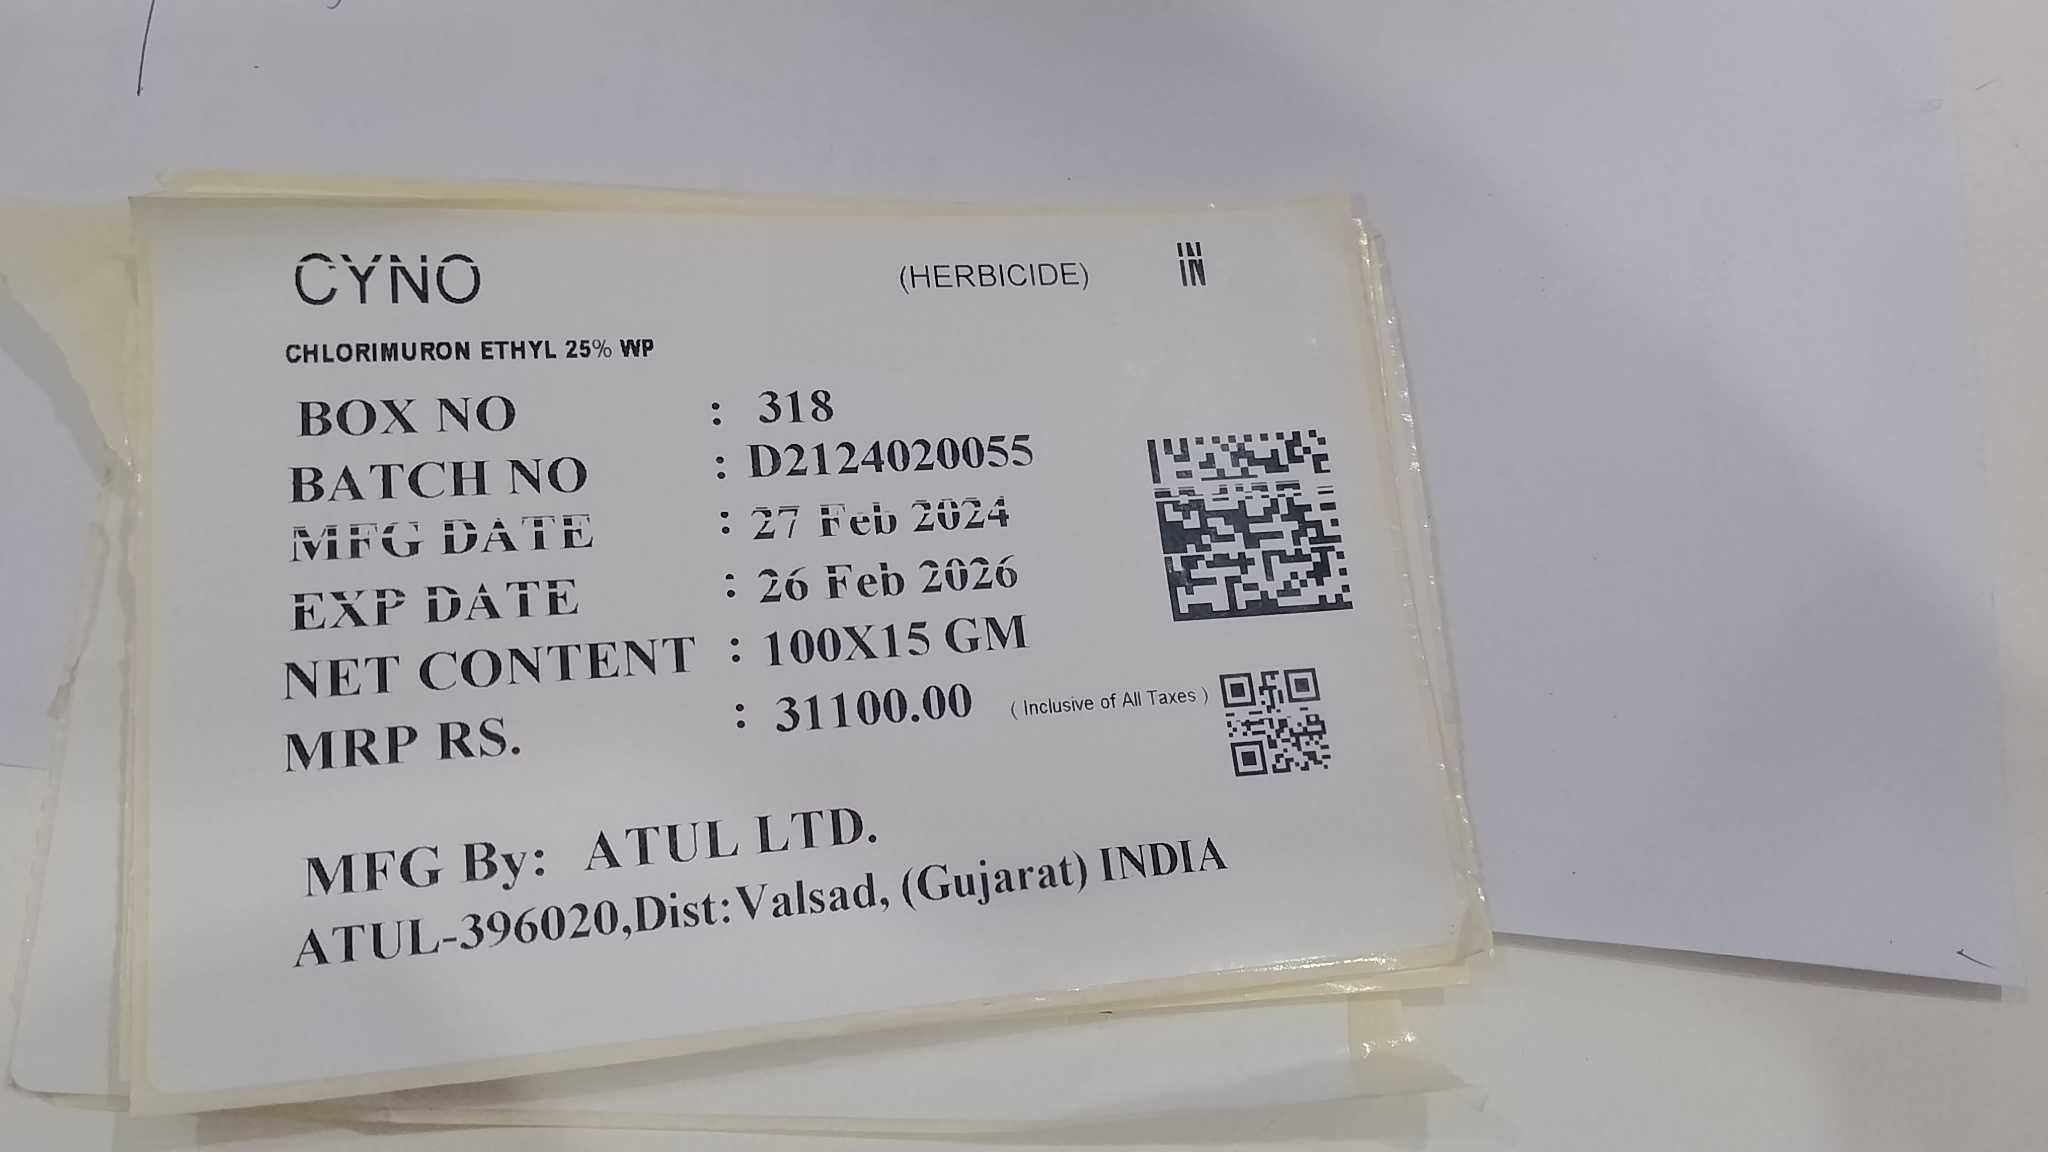 CYNO (HERBICIDE) IN
IN
CHLORIMURON ETHYL 25% WP
BOX NO : 318
BATCH NO : D2124020055
MFG DATE : 27 Feb 2024
EXP DATE : 26 Feb 2026
NET CONTENT : 100X15 GM
MRP RS. : 31100.00 ( Inclusive of All Taxes )
MFG By: ATUL LTD.
ATUL-396020,Dist:Valsad, (Gujarat) INDIA